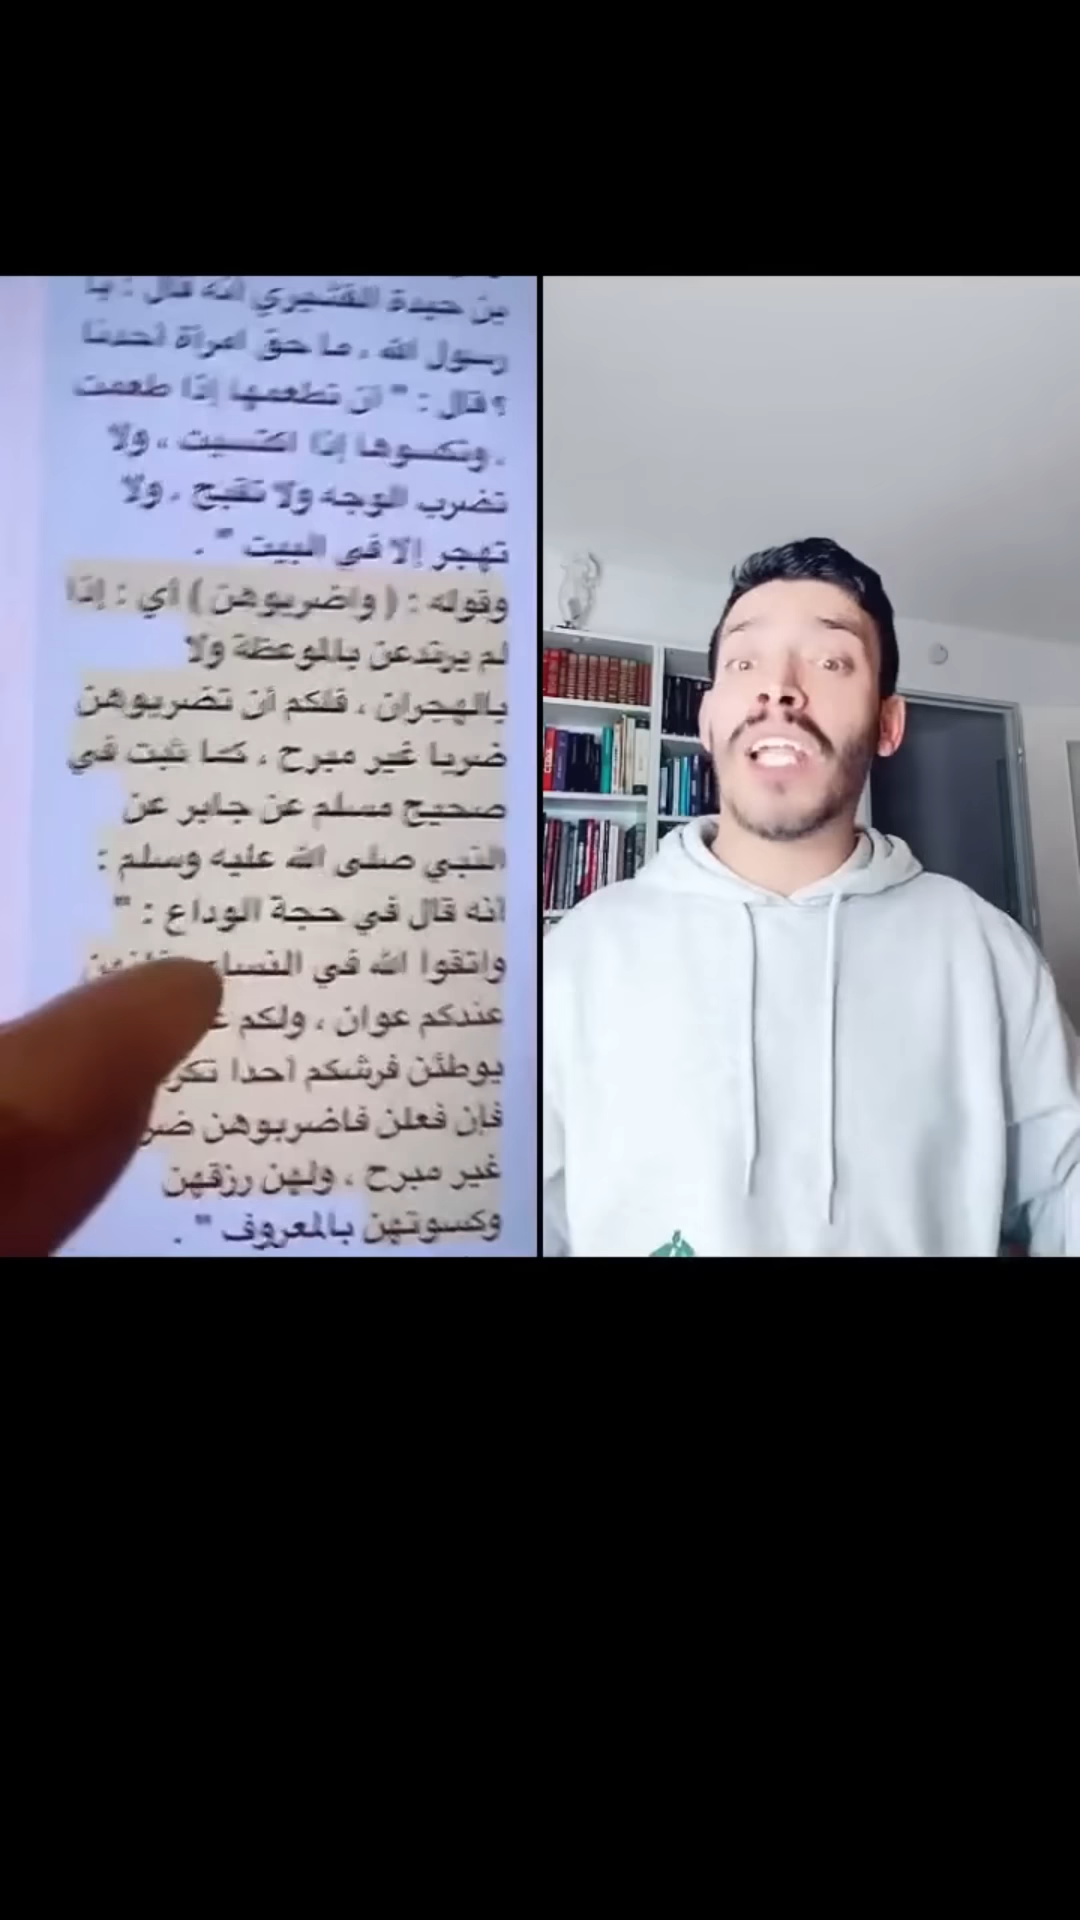 بن حيدة القشيري أنه قال : يا
رسول الله ، ما حق امرأة أحدنا
؟ قال : " أن تطعمها إذا طعمت
، وتكسوها إذا اكتسيت ، ولا
تضرب الوجه ولا تقبح ، ولا
تهجر إلا في البيت " .
وقوله : ( واضربوهن ) أي : إذا
لم يرتدعن بالموعظة ولا
بالهجران ، فلكم أن تضربوهن
ضربا غير مبرح ، كما ثبت في
صحيح مسلم عن جابر عن
النبي صلى الله عليه وسلم :
أنه قال في حجة الوداع : "
واتقوا الله في النساء
عندكم عوان ، ولكم
يوطئن فرشكم أحدا
فإن فعلن فاضربوهن
غير مبرح ، ولهن رزقهن
وكسوتهن بالمعروف " .